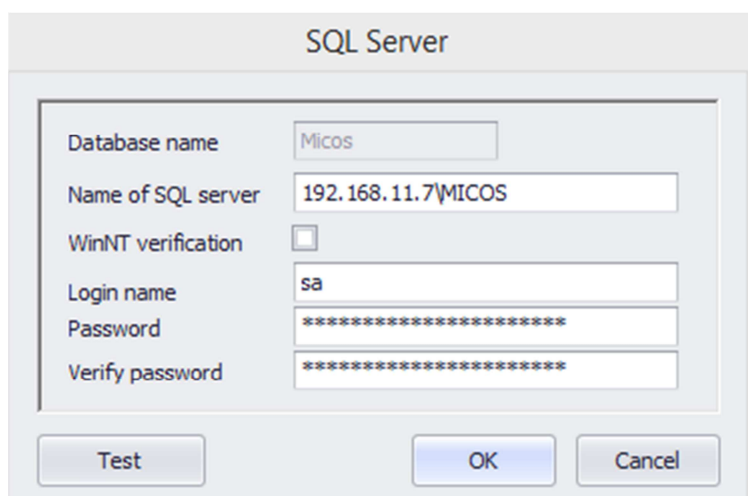 SQL Server
Database name Micos
Name of SQL server 192.168.11.7\MICOS
WinNT verification
Login name sa
Password **********************
Verify password **********************
Test OK Cancel